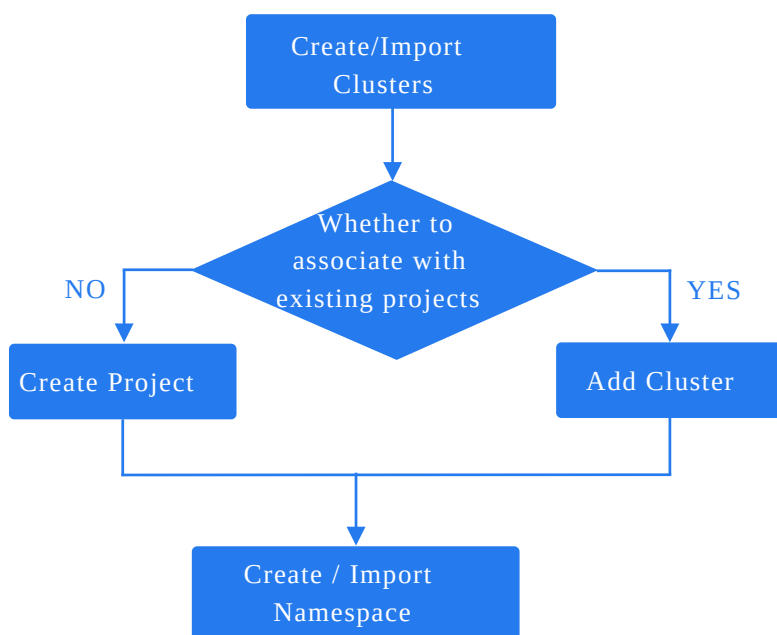 Create/Import
Clusters
Whether to
associate with
existing projects
NO
YES
Create Project
Add Cluster
Create / Import
Namespace